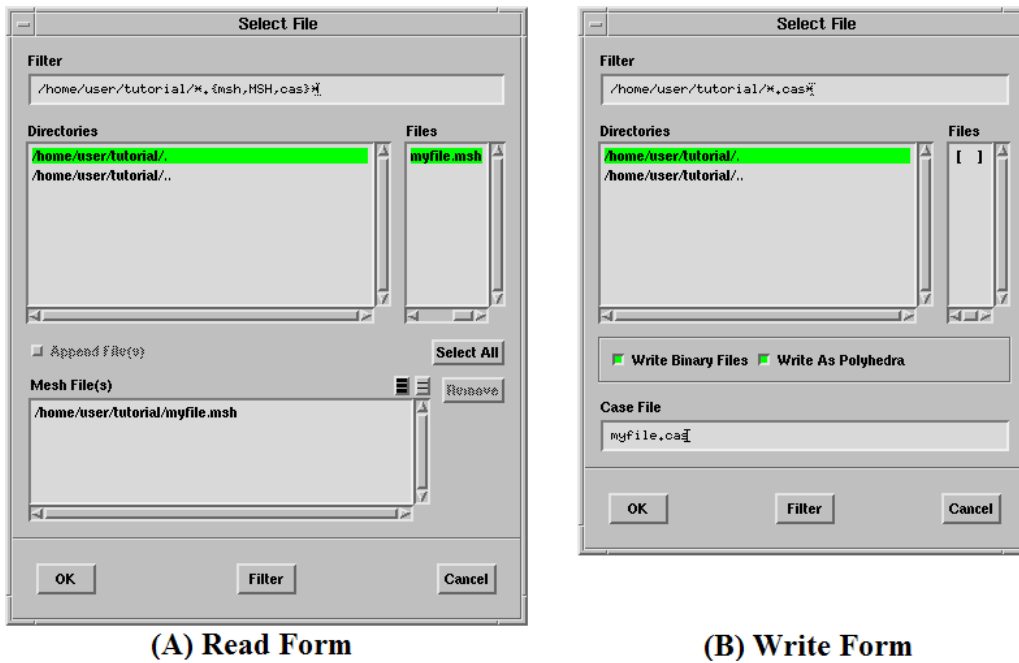 Select File
Filter
/home/user/tutorial/*.{msh,MSH,cas}*
Directories
Files
/home/user/tutorial/.
/home/user/tutorial/..
myfile.msh
Append File(s)
Select All
Mesh File(s)
Remove
/home/user/tutorial/myfile.msh
OK
Filter
Cancel
(A) Read Form
Select File
Filter
/home/user/tutorial/*.cas*
Directories
Files
/home/user/tutorial/.
/home/user/tutorial/..
[ ]
Write Binary Files
Write As Polyhedra
Case File
myfile.cas
OK
Filter
Cancel
(B) Write Form